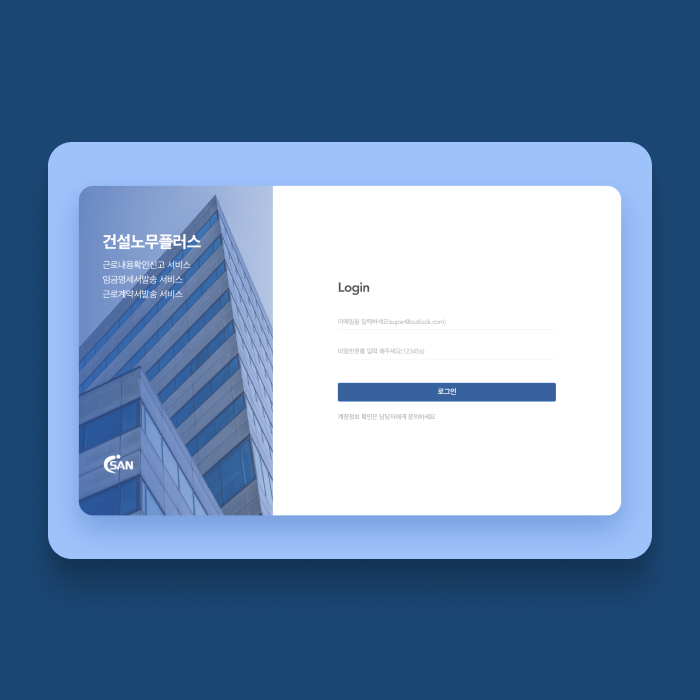 건설노무플러스
근로내용확인신고 서비스
임금명세서발송 서비스
근로계약서발송 서비스
SAN
Login
이메일을 입력하세요(super@outlook.com)
비밀번호를 입력 해주세요(123456)
로그인
계정정보 확인은 담당자에게 문의하세요